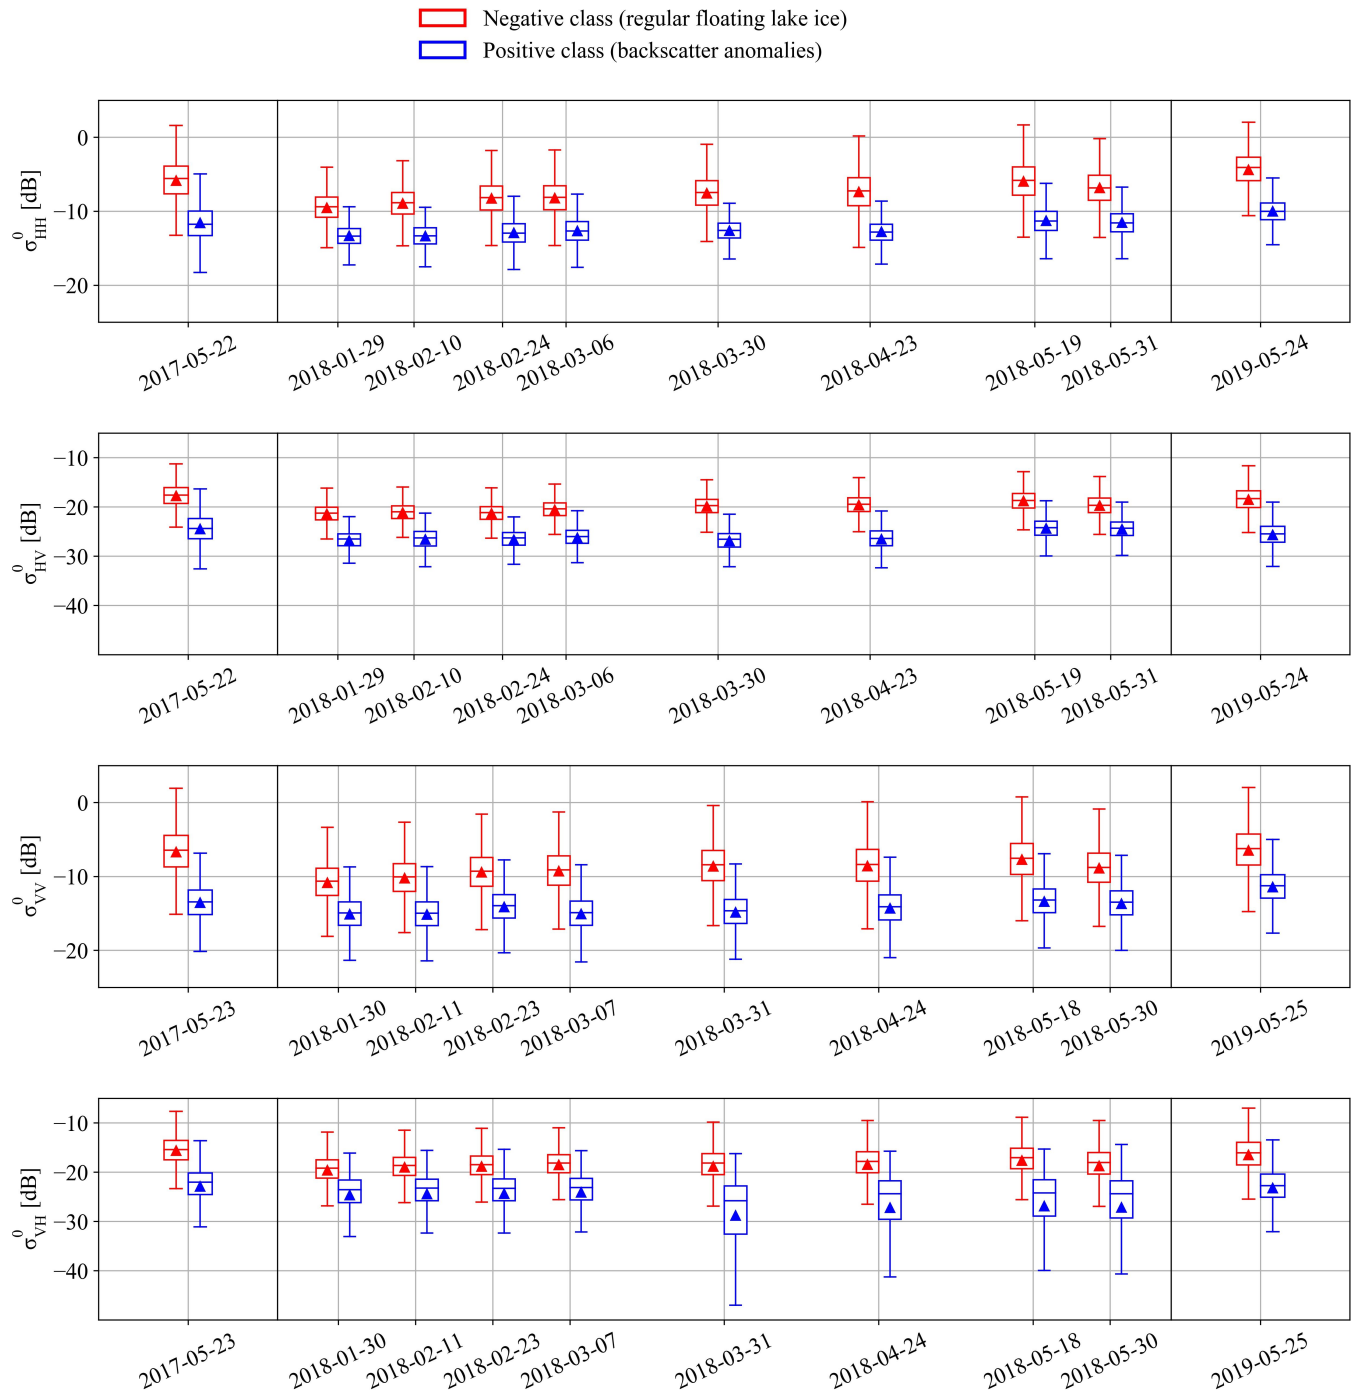 Negative class (regular floating lake ice)
Positive class (backscatter anomalies)
σ⁰HH [dB]
0
−10
−20
2017-05-22 2018-01-29 2018-02-10 2018-02-24 2018-03-06 2018-03-30 2018-04-23 2018-05-19 2018-05-31 2019-05-24
σ⁰HV [dB]
−10
−20
−30
−40
2017-05-22 2018-01-29 2018-02-10 2018-02-24 2018-03-06 2018-03-30 2018-04-23 2018-05-19 2018-05-31 2019-05-24
σ⁰VV [dB]
0
−10
−20
2017-05-23 2018-01-30 2018-02-11 2018-02-23 2018-03-07 2018-03-31 2018-04-24 2018-05-18 2018-05-30 2019-05-25
σ⁰VH [dB]
−10
−20
−30
−40
2017-05-23 2018-01-30 2018-02-11 2018-02-23 2018-03-07 2018-03-31 2018-04-24 2018-05-18 2018-05-30 2019-05-25